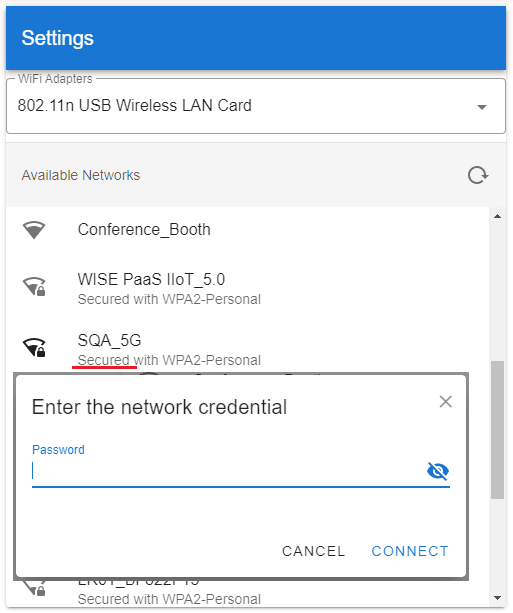 Settings
WiFi Adapters
802.11n USB Wireless LAN Card
Available Networks
Conference_Booth
WISE PaaS IIoT_5.0
Secured with WPA2-Personal
SQA_5G
Secured with WPA2-Personal
Enter the network credential
Password
CANCEL CONNECT
Secured with WPA2-Personal